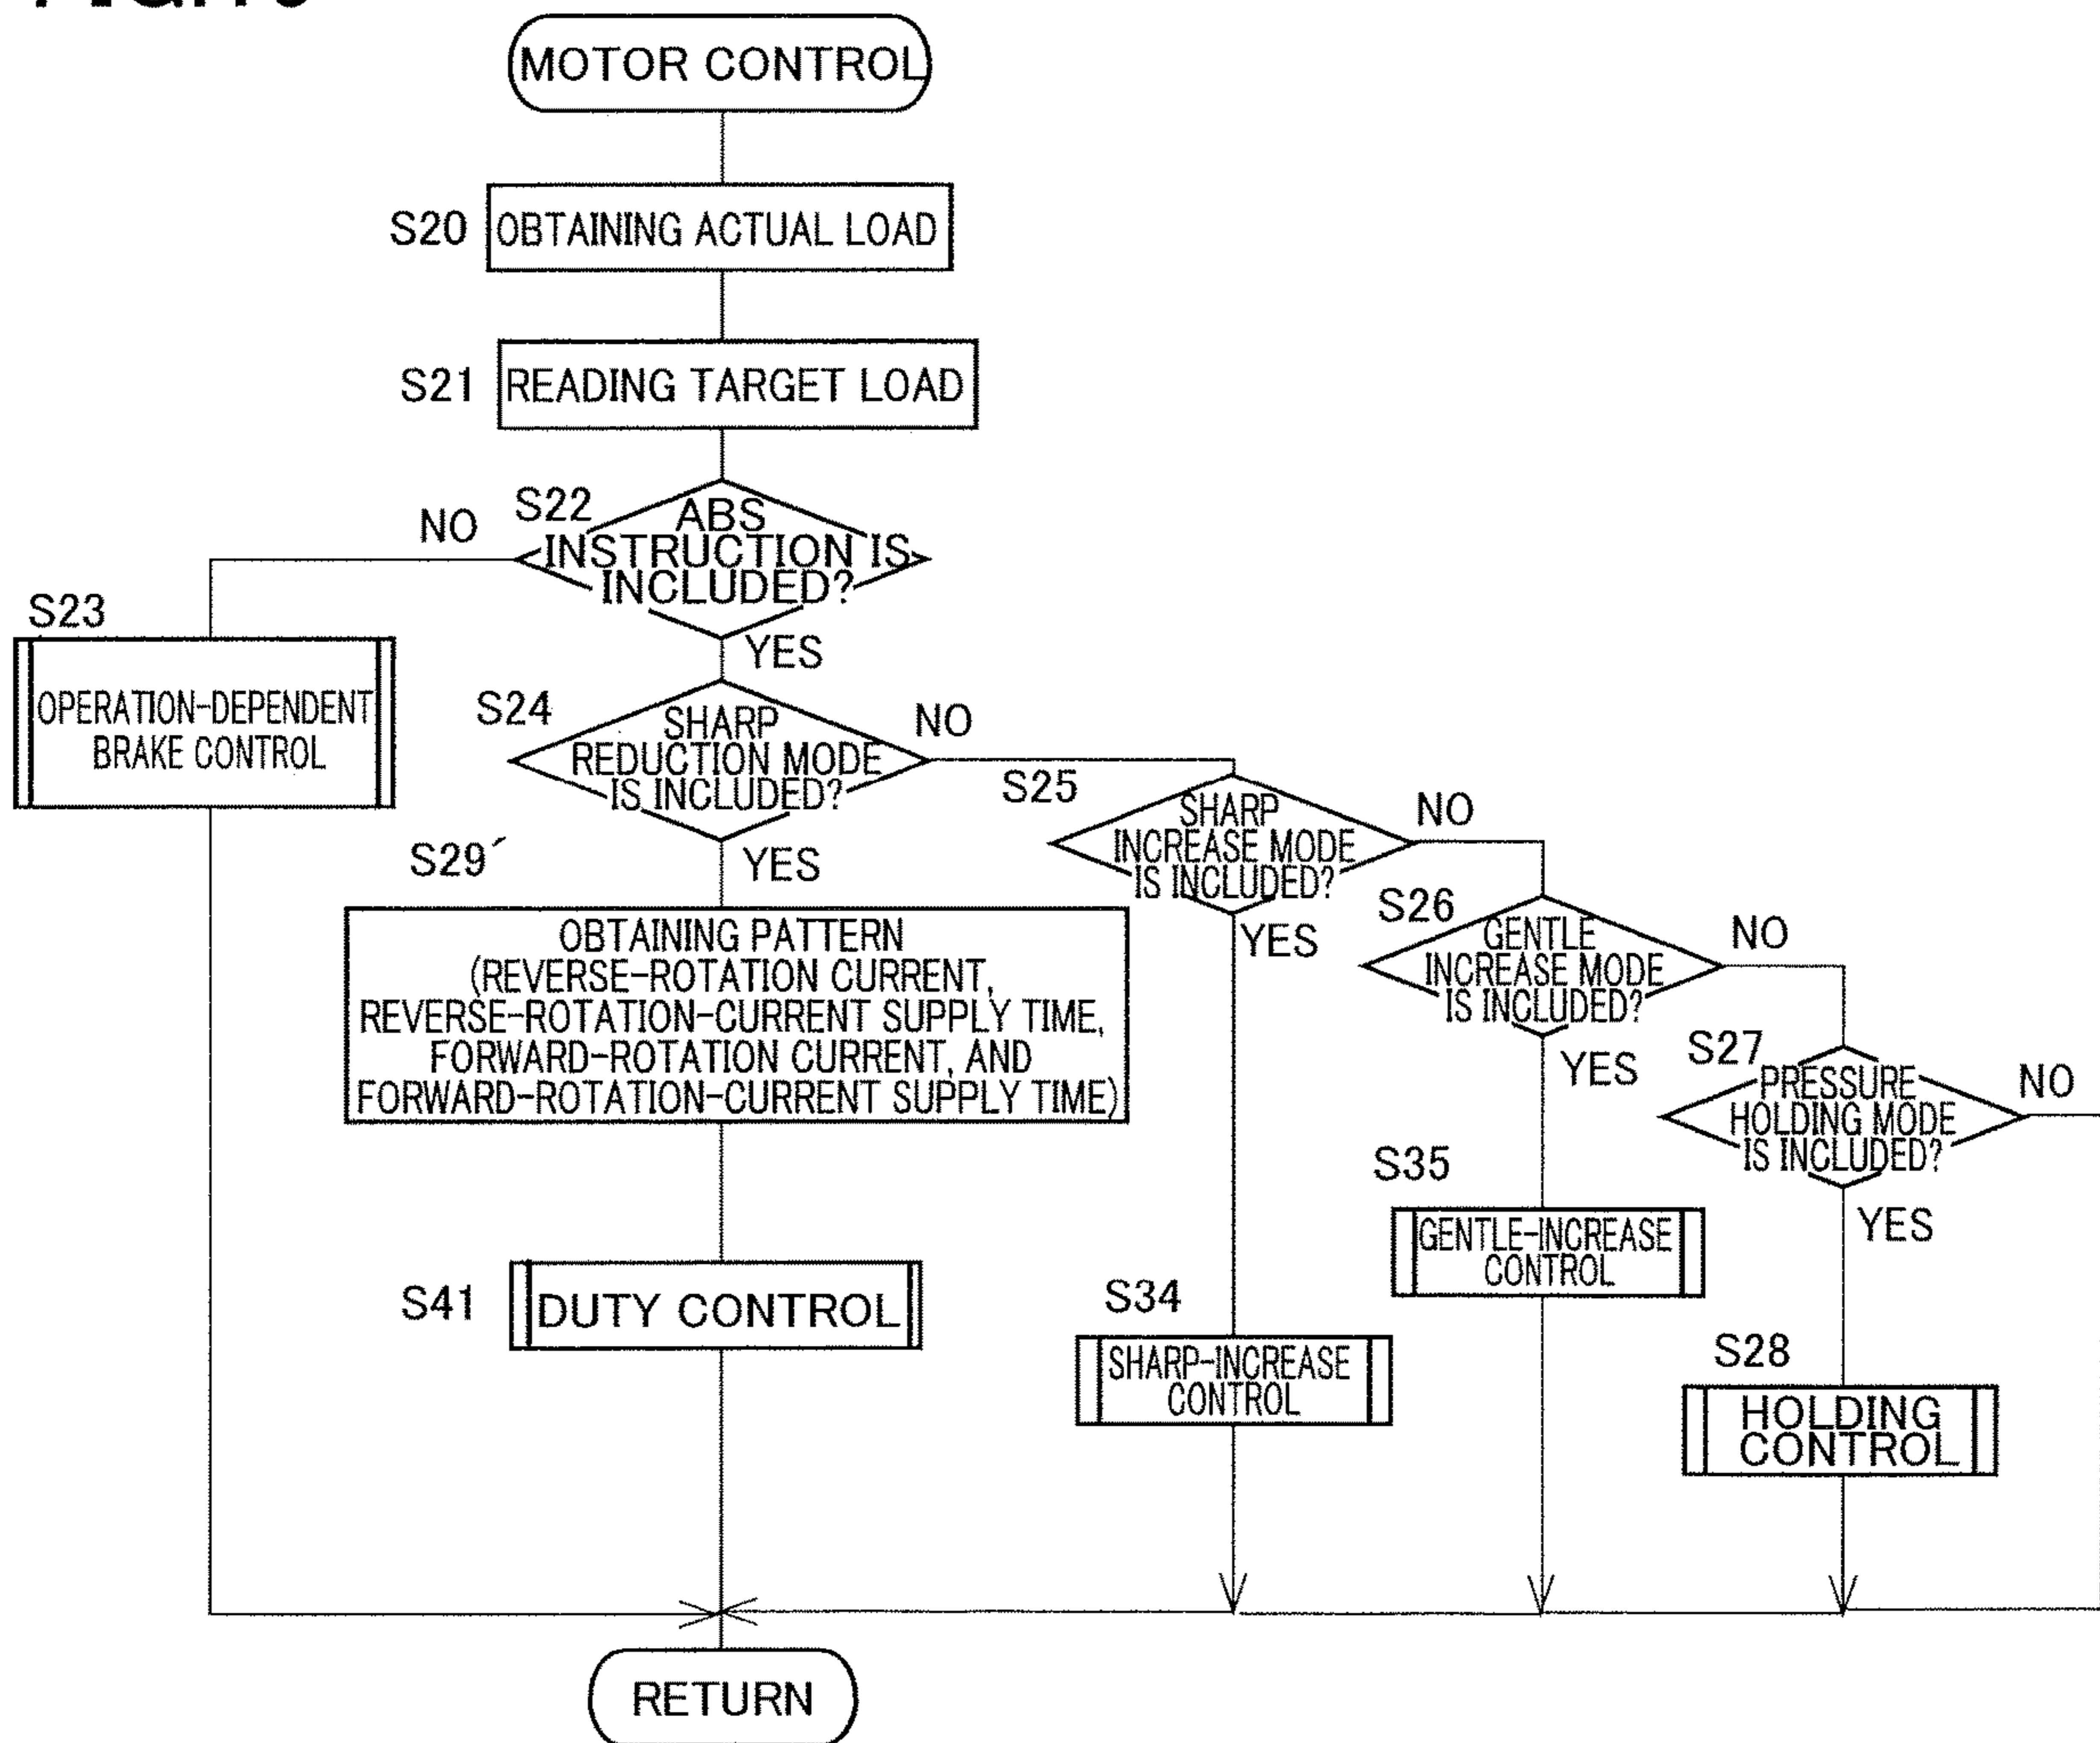 MOTOR CONTROL
S20
OBTAINING ACTUAL LOAD
S21
READING TARGET LOAD
S22
ABS
INSTRUCTION IS
INCLUDED?
NO
YES
S23
OPERATION-DEPENDENT
BRAKE CONTROL
S24
SHARP
REDUCTION MODE
IS INCLUDED?
NO
YES
S25
SHARP
INCREASE MODE
IS INCLUDED?
NO
YES
S29´
OBTAINING PATTERN
(REVERSE-ROTATION CURRENT,
REVERSE-ROTATION-CURRENT SUPPLY TIME,
FORWARD-ROTATION CURRENT, AND
FORWARD-ROTATION-CURRENT SUPPLY TIME)
S26
GENTLE
INCREASE MODE
IS INCLUDED?
NO
YES
S27
PRESSURE
HOLDING MODE
IS INCLUDED?
NO
YES
S35
GENTLE-INCREASE
CONTROL
S41
DUTY CONTROL
S34
SHARP-INCREASE
CONTROL
S28
HOLDING
CONTROL
RETURN